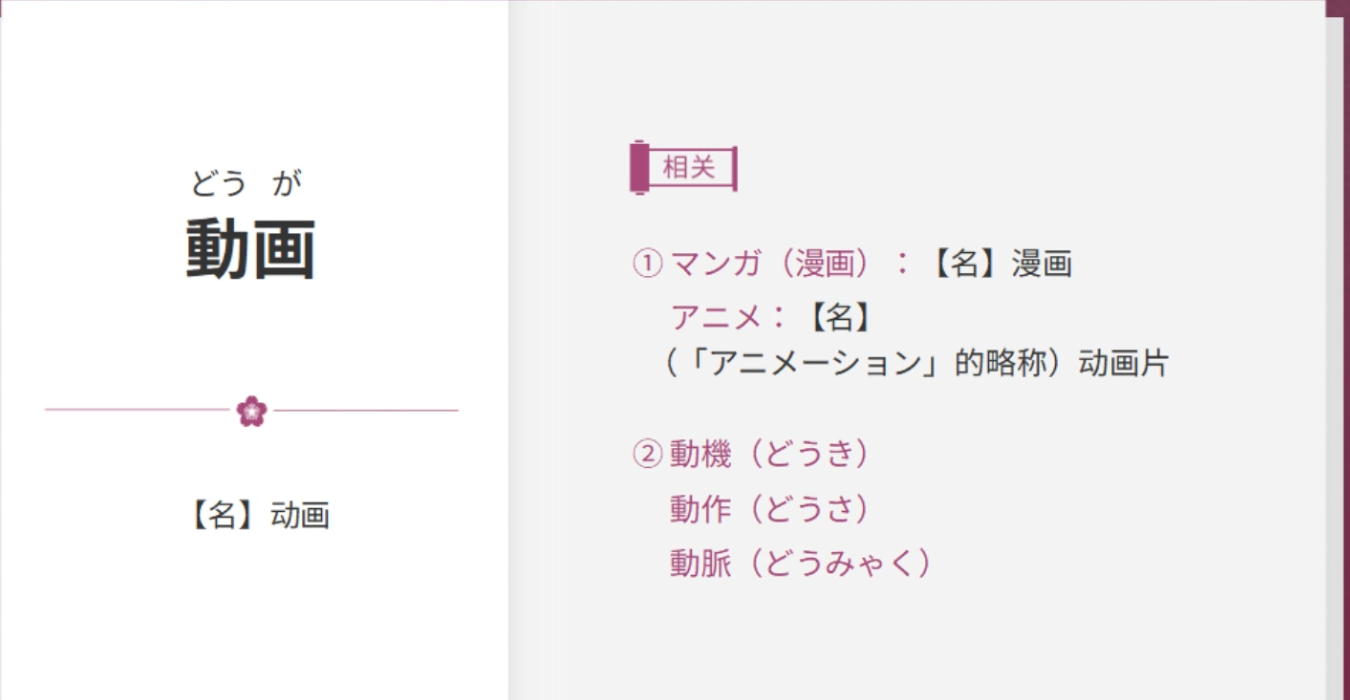 どう が
動画
【名】动画
相关
① マンガ（漫画）：【名】漫画
アニメ：【名】
（「アニメーション」的略称）动画片
② 動機（どうき）
動作（どうさ）
動脈（どうみゃく）